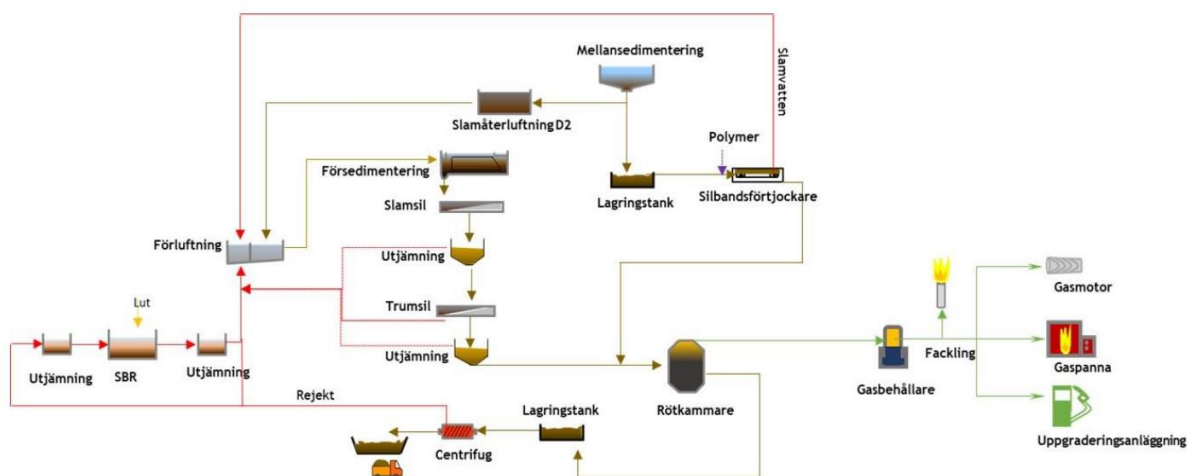 Mellansedimentering
Slamvatten
Slamåterluftning D2
Polymer
Försedimentering
Lagringstank
Silbandsförtjockare
Slamsil
Förluftning
Utjämning
Trumsil
Gasmotor
Lut
Utjämning
Fackling
Gaspanna
Gasbehållare
Utjämning
SBR
Utjämning
Rötkammare
Rejekt
Lagringstank
Uppgraderingsanläggning
Centrifug